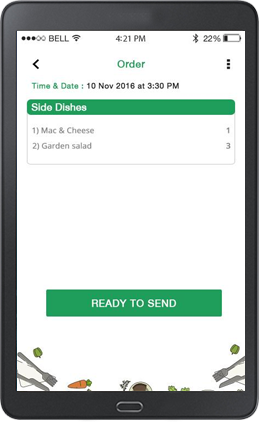 BELL 4:21 PM 22%
Order
Time & Date : 10 Nov 2016 at 3:30 PM
Side Dishes
1) Mac & Cheese 1
2) Garden salad 3
READY TO SEND